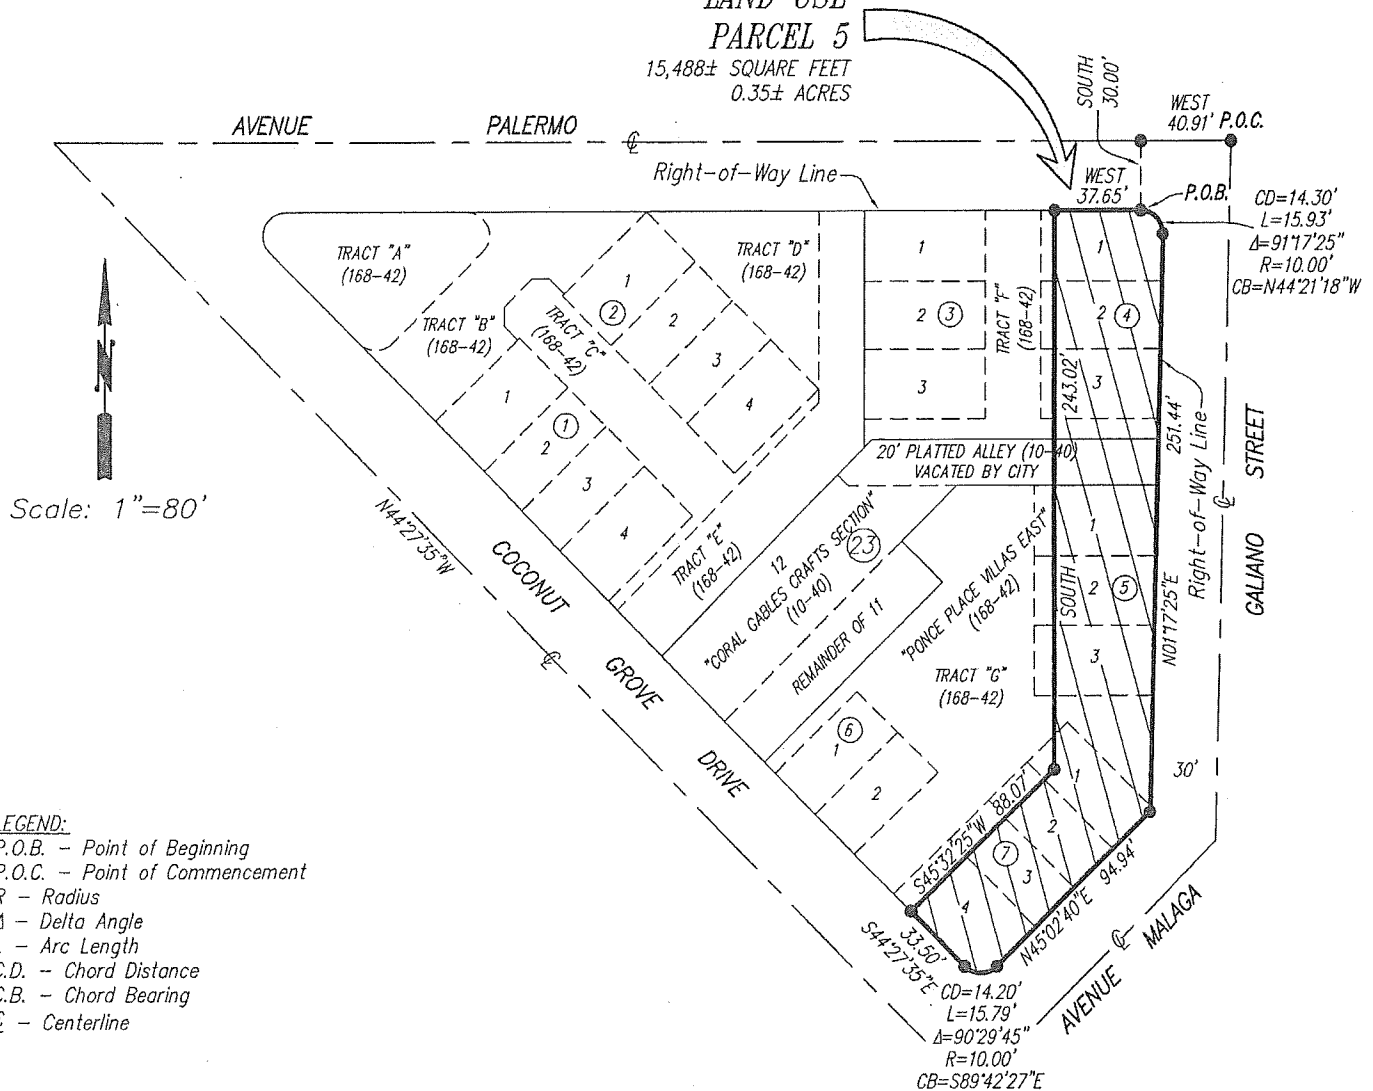 LAND USE
PARCEL 5
15,488± SQUARE FEET
0.35± ACRES
SOUTH
30.00'
WEST
40.91' P.O.C.
AVENUE
PALERMO
℄
Right-of-Way Line
WEST
37.65'
P.O.B.
CD=14.30'
L=15.93'
Δ=91°17'25"
R=10.00'
CB=N44°21'18"W
TRACT "A"
(168-42)
TRACT "B"
(168-42)
TRACT "C"
(168-42)
TRACT "D"
(168-42)
1
2
2
3
4
1
1
2
3
4
1
2 3
3
TRACT "F"
(168-42)
1
2 4
3
243.02'
251.44'
Right-of-Way Line
STREET
℄
GALIANO
20' PLATTED ALLEY (10-40)
VACATED BY CITY
Scale: 1"=80'
N
N44°27'35"W
COCONUT
GROVE
DRIVE
℄
TRACT "E"
(168-42)
12
"CORAL GABLES CRAFTS SECTION"
(10-40)
23
REMAINDER OF 11
"PONCE PLACE VILLAS EAST"
(168-42)
TRACT "G"
(168-42)
SOUTH
1
2 5
3
N01°17'25"E
30'
6
1
2
S45°32'25"W 88.07'
1
2
7
3
4
N45°02'40"E 94.94'
33.50'
S44°27'35"E
CD=14.20'
L=15.79'
Δ=90°29'45"
R=10.00'
CB=S89°42'27"E
AVENUE
℄
MALAGA
LEGEND:
P.O.B. - Point of Beginning
P.O.C. - Point of Commencement
R - Radius
Δ - Delta Angle
L - Arc Length
C.D. - Chord Distance
C.B. - Chord Bearing
℄ - Centerline